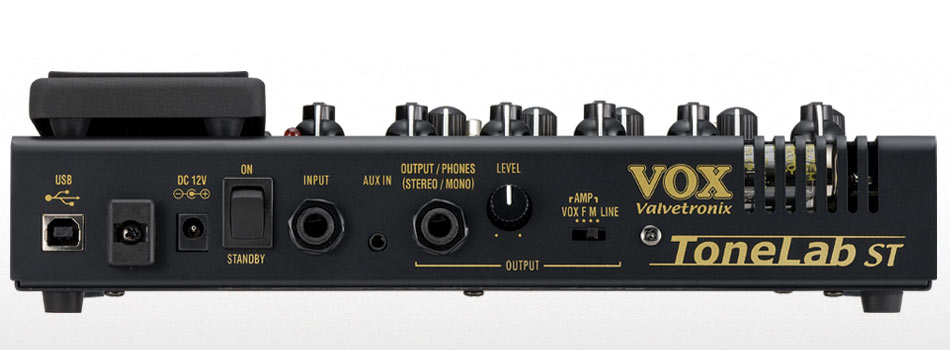 USB
DC 12V
ON
STANDBY
INPUT
AUX IN
OUTPUT / PHONES
(STEREO / MONO)
LEVEL
OUTPUT
AMP
VOX F M LINE
VOX
Valvetronix
ToneLab ST